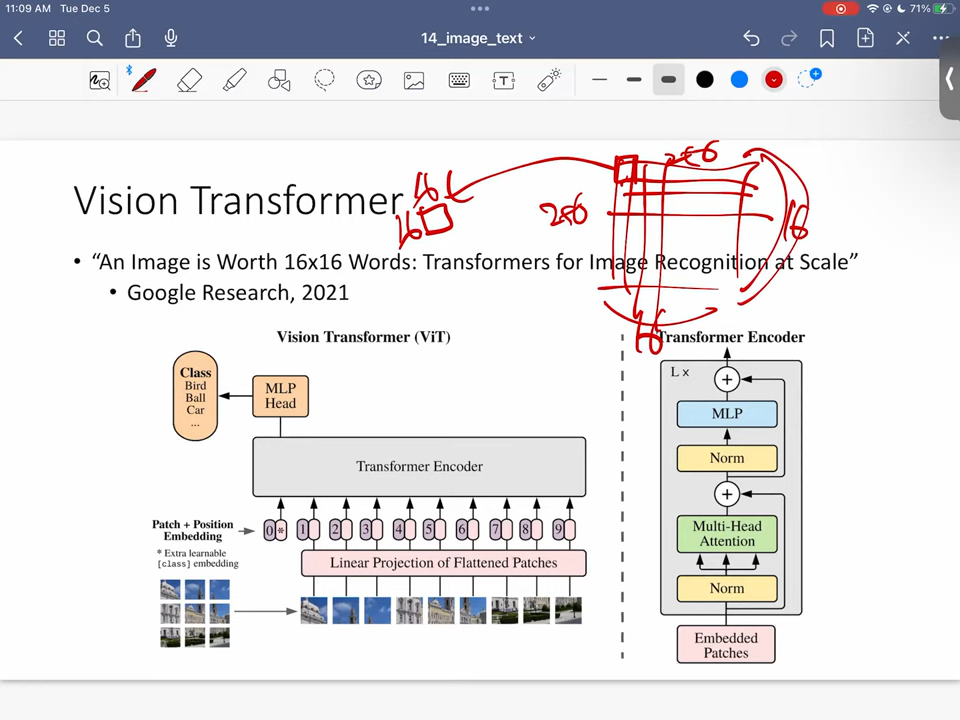 11:09 AM Tue Dec 5
71%
14_image_text
256
Vision Transformer
16
16
256
16
• “An Image is Worth 16x16 Words: Transformers for Image Recognition at Scale”
• Google Research, 2021
16
Vision Transformer (ViT)
Transformer Encoder
Class
Bird
Ball
Car
...
MLP
Head
Transformer Encoder
Patch + Position
Embedding
* Extra learnable
[class] embedding
0 *
1
2
3
4
5
6
7
8
9
Linear Projection of Flattened Patches
L x
+
MLP
Norm
+
Multi-Head
Attention
Norm
Embedded
Patches